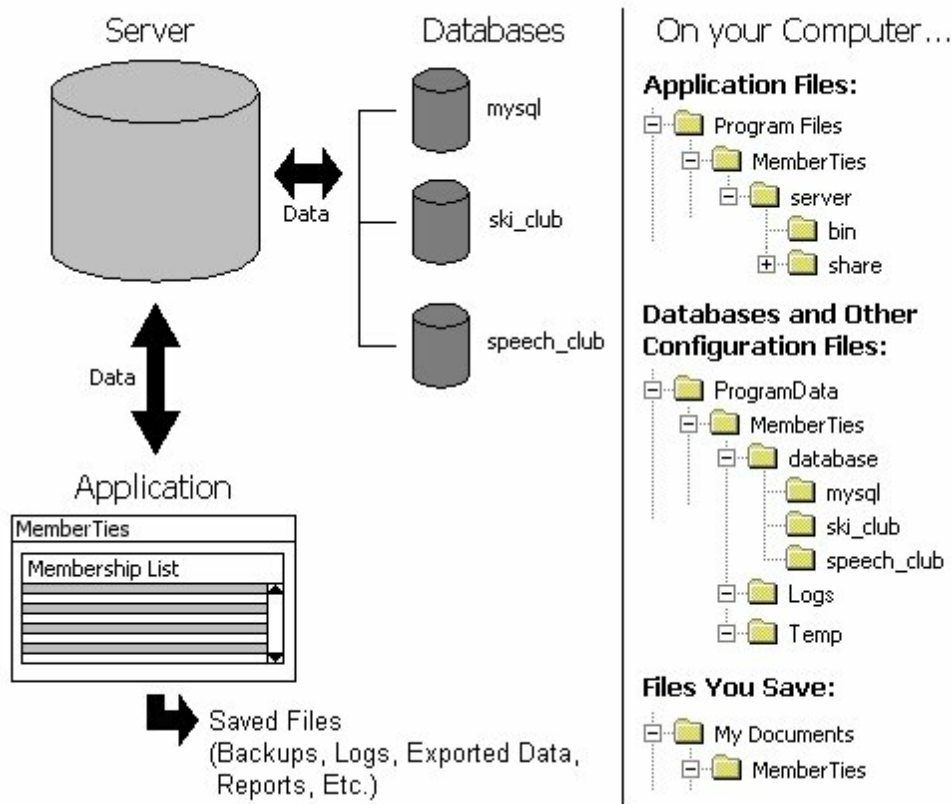 Server
Databases
mysql
Data
ski_club
speech_club
Data
Application
MemberTies
Membership List
Saved Files
(Backups, Logs, Exported Data,
Reports, Etc.)
On your Computer...
Application Files:
Program Files
MemberTies
server
bin
share
Databases and Other
Configuration Files:
ProgramData
MemberTies
database
mysql
ski_club
speech_club
Logs
Temp
Files You Save:
My Documents
MemberTies